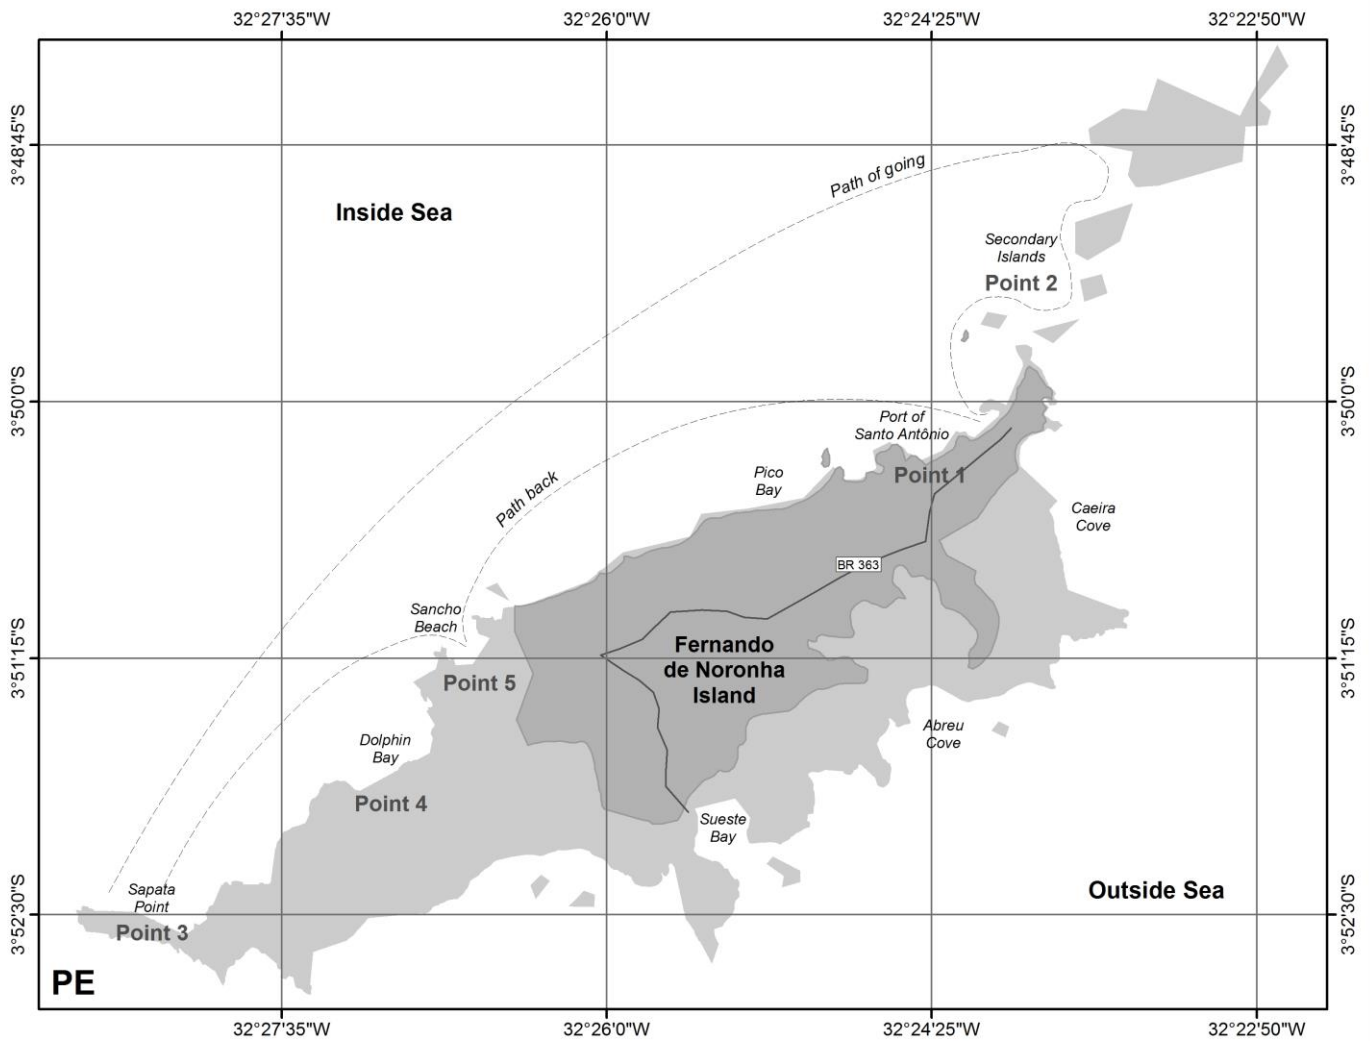 32°27'35"W
32°26'0"W
32°24'25"W
32°22'50"W
3°48'45"S
3°48'45"S
Path of going
Inside Sea
Secondary
Islands
Point 2
3°50'0"S
3°50'0"S
Port of
Santo Antônio
Point 1
Pico
Bay
Path back
Caeira
Cove
BR 363
Sancho
Beach
3°51'15"S
3°51'15"S
Fernando
de Noronha
Island
Point 5
Abreu
Cove
Dolphin
Bay
Point 4
Sueste
Bay
Sapata
Point
Point 3
Outside Sea
3°52'30"S
3°52'30"S
PE
32°27'35"W
32°26'0"W
32°24'25"W
32°22'50"W